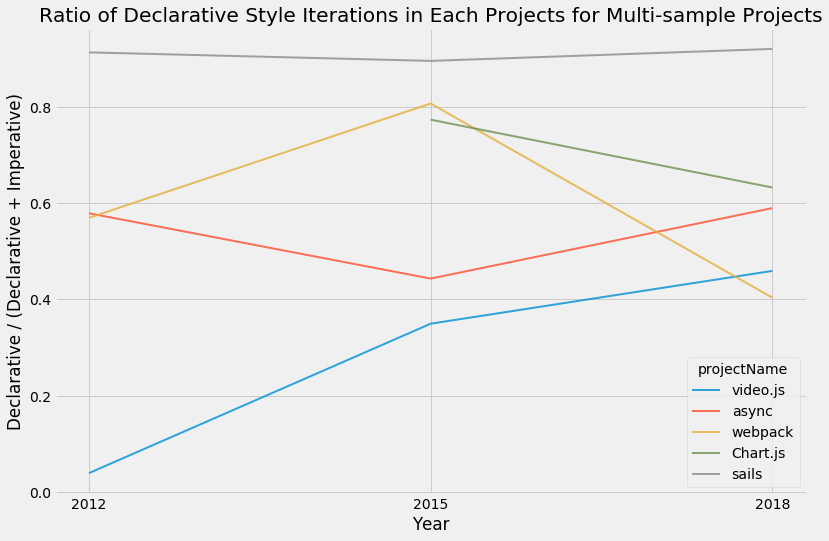 Ratio of Declarative Style Iterations in Each Projects for Multi-sample Projects
Declarative / (Declarative + Imperative)
0.8
0.6
0.4
0.2
0.0
2012
2015
2018
Year
projectName
video.js
async
webpack
Chart.js
sails